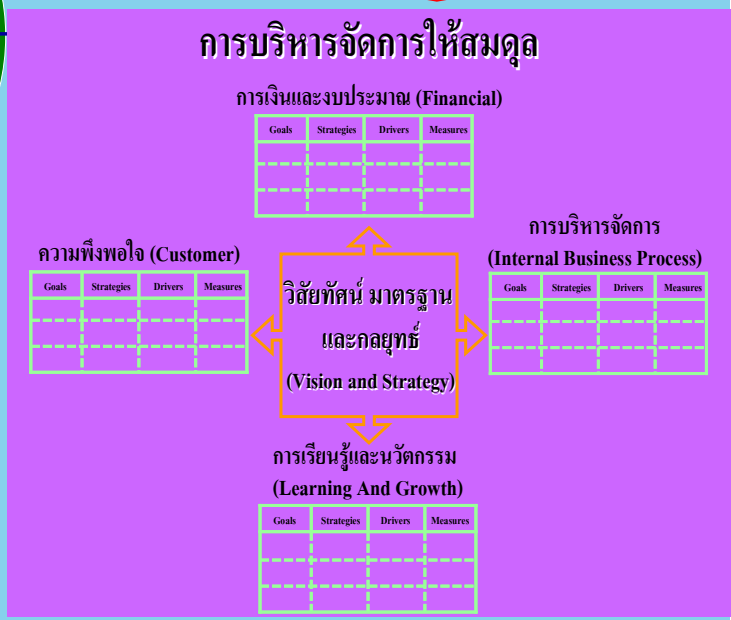 การบริหารจัดการให้สมดุล
การเงินและงบประมาณ (Financial)
Goals Strategies Drivers Measures
ความพึงพอใจ (Customer)
Goals Strategies Drivers Measures
วิสัยทัศน์ มาตรฐาน
และกลยุทธ์
(Vision and Strategy)
การบริหารจัดการ
(Internal Business Process)
Goals Strategies Drivers Measures
การเรียนรู้และนวัตกรรม
(Learning And Growth)
Goals Strategies Drivers Measures